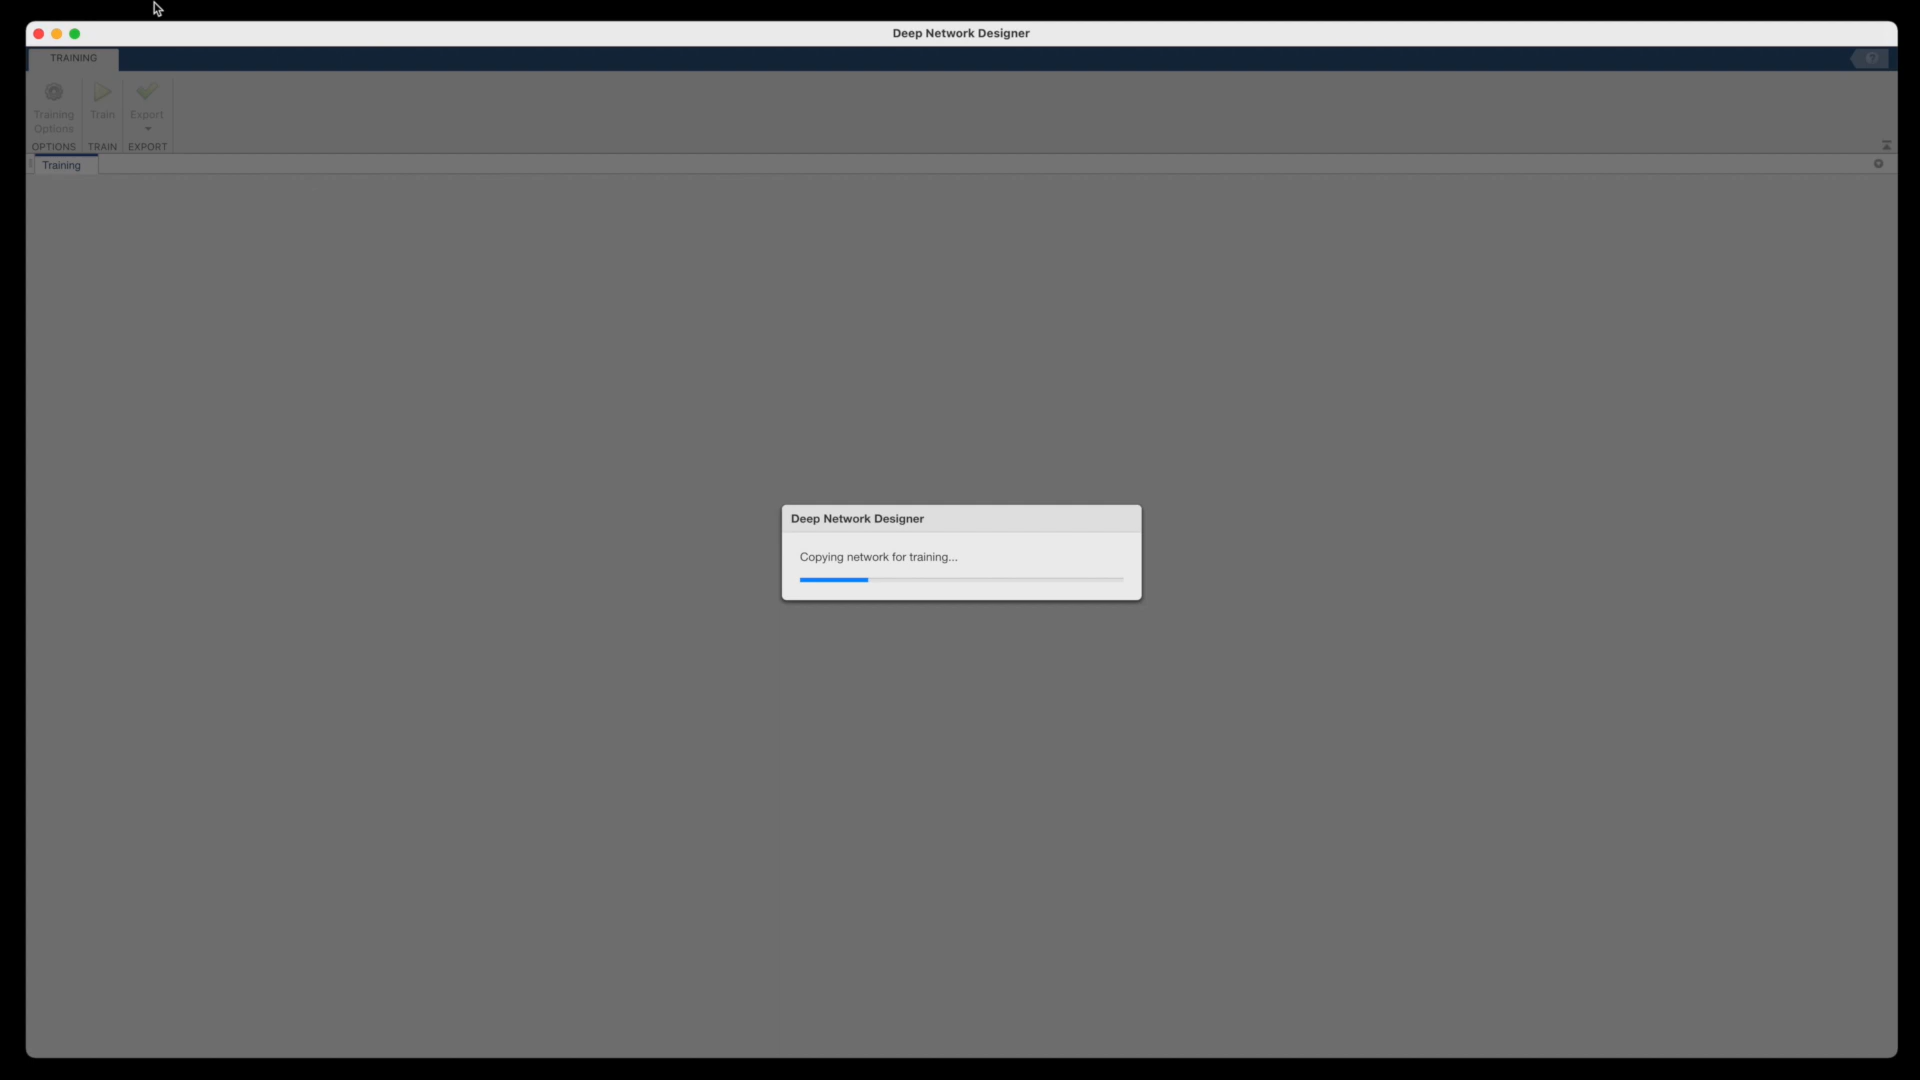 Deep Network Designer
TRAINING
?
Training Options
Train
Export
OPTIONS
TRAIN
EXPORT
Training
Deep Network Designer
Copying network for training...